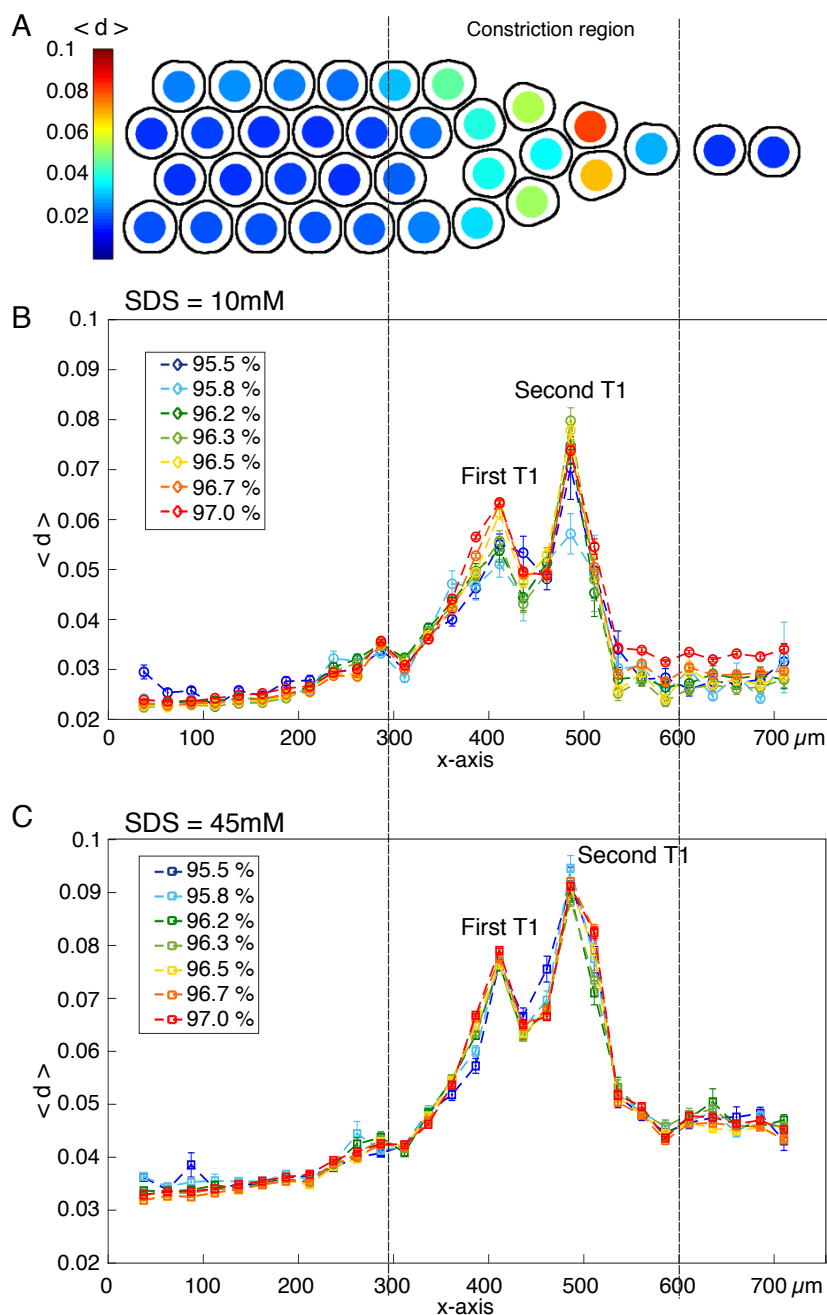 A
< d >
Constriction region
0.1
0.08
0.06
0.04
0.02
B
SDS = 10mM
0.1
0.09
0.08
0.07
0.06
0.05
0.04
0.03
0.02
< d >
95.5 %
95.8 %
96.2 %
96.3 %
96.5 %
96.7 %
97.0 %
First T1
Second T1
0 100 200 300 400 500 600 700 µm
x-axis
C
SDS = 45mM
0.1
0.09
0.08
0.07
0.06
0.05
0.04
0.03
0.02
< d >
95.5 %
95.8 %
96.2 %
96.3 %
96.5 %
96.7 %
97.0 %
First T1
Second T1
0 100 200 300 400 500 600 700 µm
x-axis